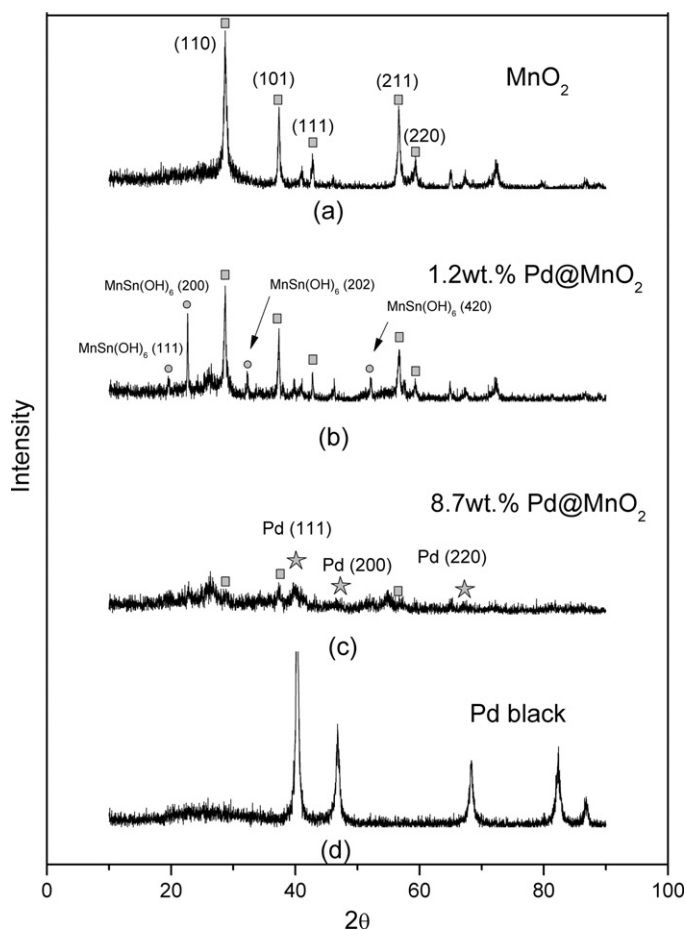 (110)
(101)
(111)
(211)
(220)
MnO₂
(a)
1.2wt.% Pd@MnO₂
MnSn(OH)₆ (200)
MnSn(OH)₆ (202)
MnSn(OH)₆ (420)
MnSn(OH)₆ (111)
(b)
8.7wt.% Pd@MnO₂
Pd (111)
Pd (200)
Pd (220)
(c)
Pd black
(d)
Intensity
0 20 40 60 80 100
2θ